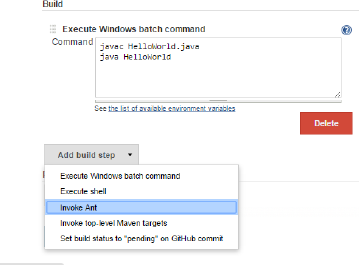 Build
Execute Windows batch command
Command
javac HelloWorld.java
java HelloWorld
See the list of available environment variables
Delete
Add build step
Execute Windows batch command
Execute shell
Invoke Ant
Invoke top-level Maven targets
Set build status to "pending" on GitHub commit